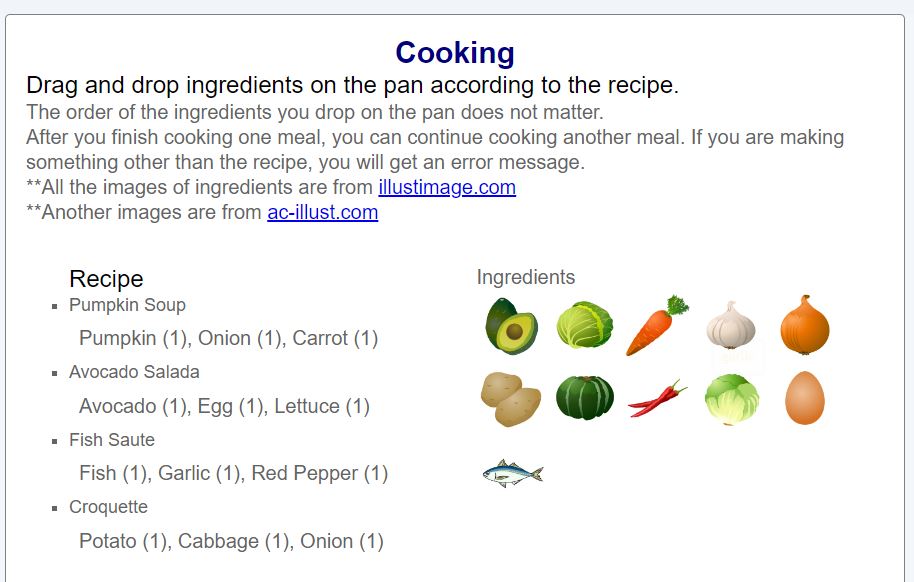 Cooking
Drag and drop ingredients on the pan according to the recipe.
The order of the ingredients you drop on the pan does not matter.
After you finish cooking one meal, you can continue cooking another meal. If you are making
something other than the recipe, you will get an error message.
**All the images of ingredients are from illustimage.com
**Another images are from ac-illust.com
Recipe
Pumpkin Soup
Pumpkin (1), Onion (1), Carrot (1)
Avocado Salada
Avocado (1), Egg (1), Lettuce (1)
Fish Saute
Fish (1), Garlic (1), Red Pepper (1)
Croquette
Potato (1), Cabbage (1), Onion (1)
Ingredients